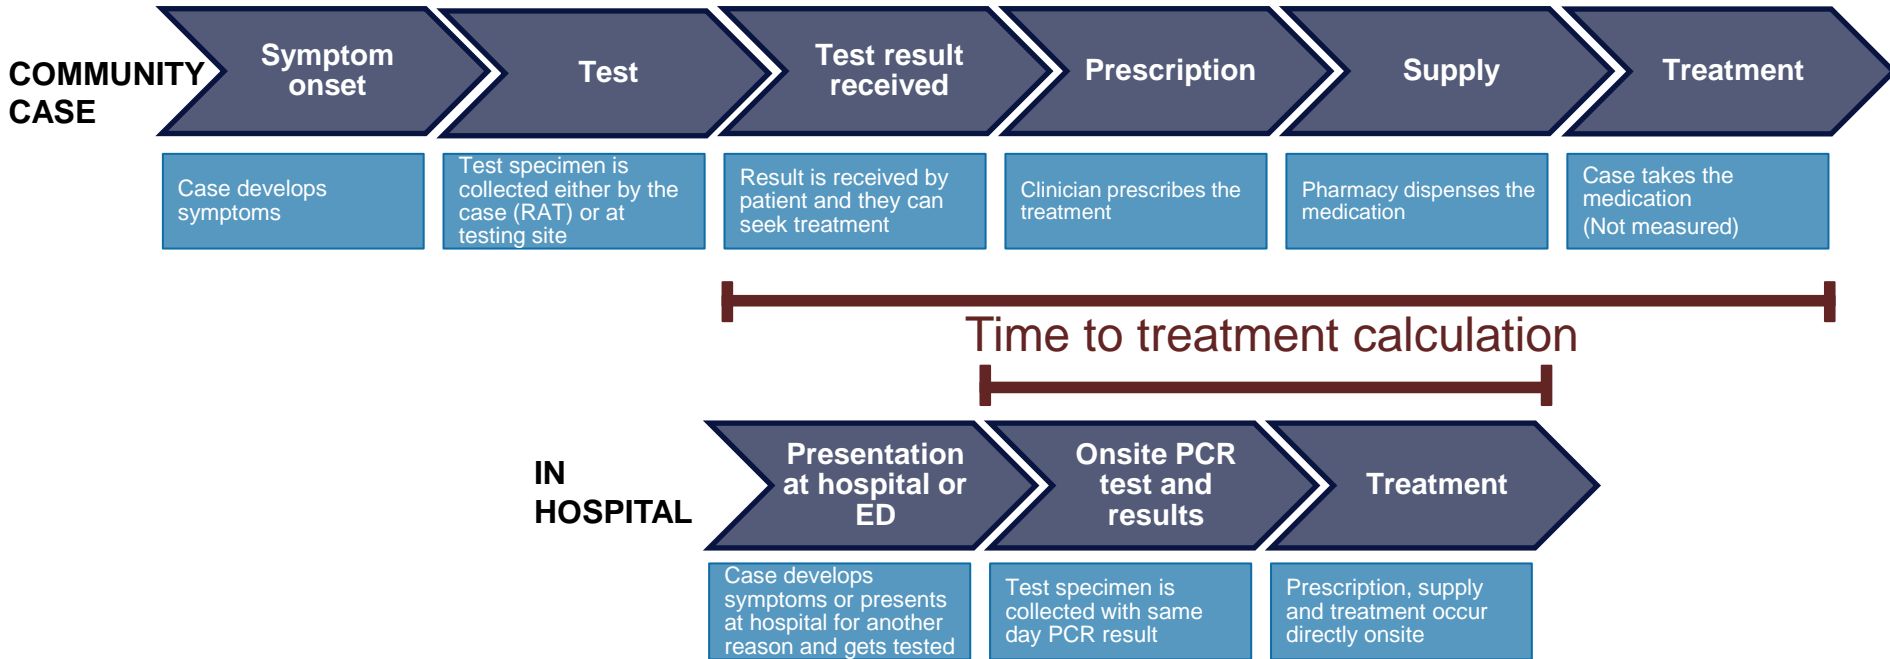 COMMUNITY
CASE
Symptom
onset
Test
Test result
received
Prescription
Supply
Treatment
Case develops
symptoms
Test specimen is
collected either by the
case (RAT) or at
testing site
Result is received by
patient and they can
seek treatment
Clinician prescribes the
treatment
Pharmacy dispenses the
medication
Case takes the
medication
(Not measured)
Time to treatment calculation
IN
HOSPITAL
Presentation
at hospital or
ED
Onsite PCR
test and
results
Treatment
Case develops
symptoms or presents
at hospital for another
reason and gets tested
Test specimen is
collected with same
day PCR result
Prescription, supply
and treatment occur
directly onsite